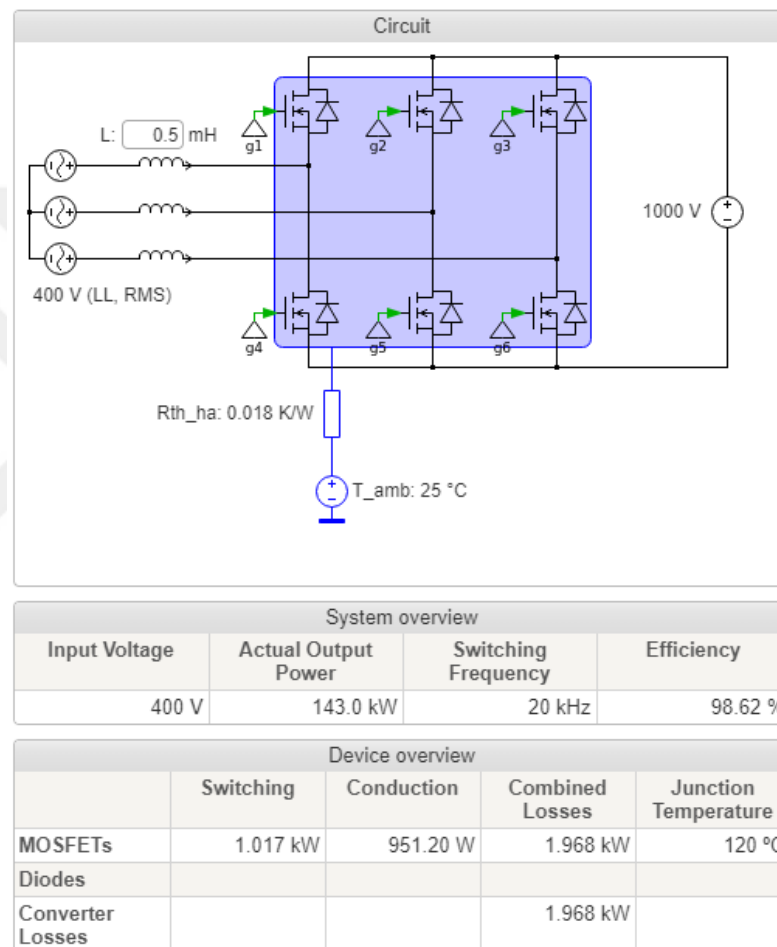 Circuit
L: 0.5 mH
g1
g2
g3
1000 V
400 V (LL, RMS)
g4
g5
g6
Rth_ha: 0.018 K/W
T_amb: 25 °C
System overview
Input Voltage
Actual Output
Power
Switching
Frequency
Efficiency
400 V
143.0 kW
20 kHz
98.62 %
Device overview
Switching
Conduction
Combined
Losses
Junction
Temperature
MOSFETs
1.017 kW
951.20 W
1.968 kW
120 °C
Diodes
Converter
Losses
1.968 kW